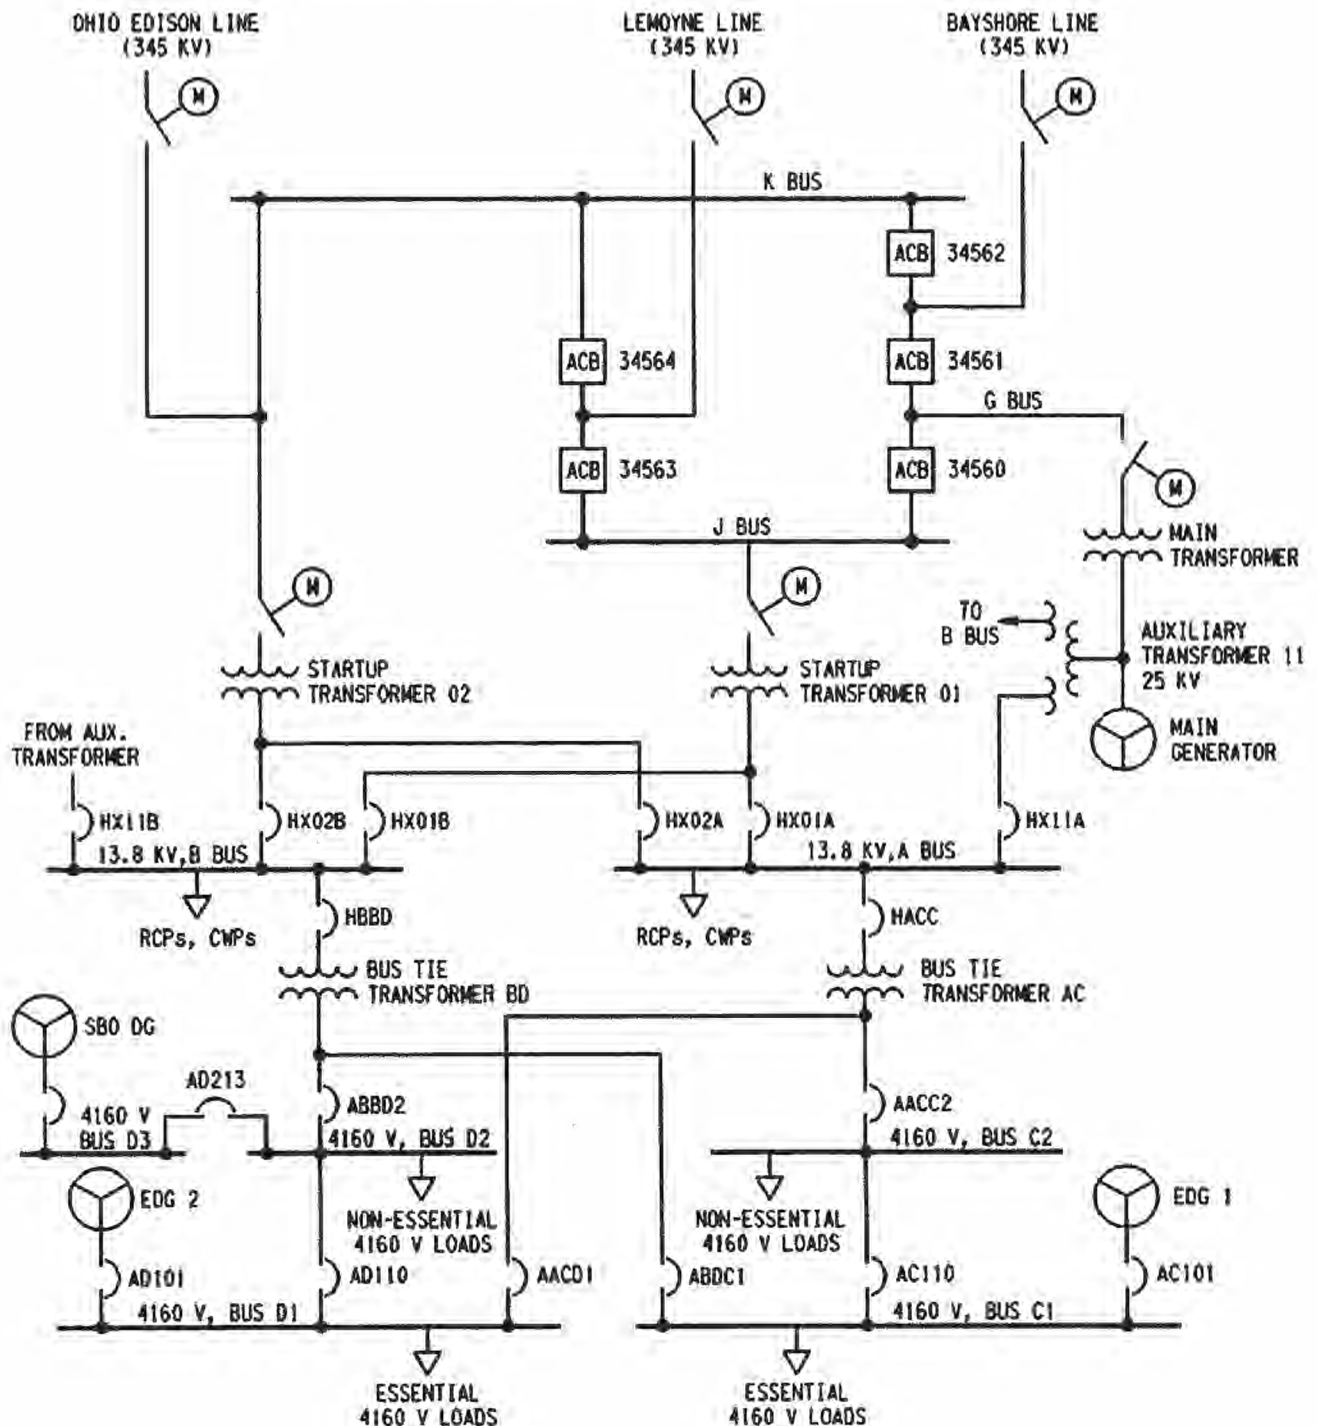 OHIO EDISON LINE
(345 KV)
LEMOYNE LINE
(345 KV)
BAYSHORE LINE
(345 KV)
M
M
M
K BUS
ACB 34562
ACB 34564
ACB 34561
G BUS
ACB 34563
ACB 34560
M
J BUS
MAIN
TRANSFORMER
M
M
TO
B BUS
AUXILIARY
TRANSFORMER 11
25 KV
STARTUP
TRANSFORMER 02
STARTUP
TRANSFORMER 01
FROM AUX.
TRANSFORMER
MAIN
GENERATOR
HX11B
HX02B
HX01B
HX02A
HX01A
HX11A
13.8 KV,B BUS
13.8 KV,A BUS
RCPs, CWPs
HBBD
RCPs, CWPs
HACC
BUS TIE
TRANSFORMER BD
BUS TIE
TRANSFORMER AC
SBO DG
AD213
4160 V
BUS D3
ABBD2
4160 V, BUS D2
AACC2
4160 V, BUS C2
EDG 2
NON-ESSENTIAL
4160 V LOADS
NON-ESSENTIAL
4160 V LOADS
EDG 1
AD101
AD110
AACD1
ABDC1
AC110
AC101
4160 V, BUS D1
4160 V, BUS C1
ESSENTIAL
4160 V LOADS
ESSENTIAL
4160 V LOADS